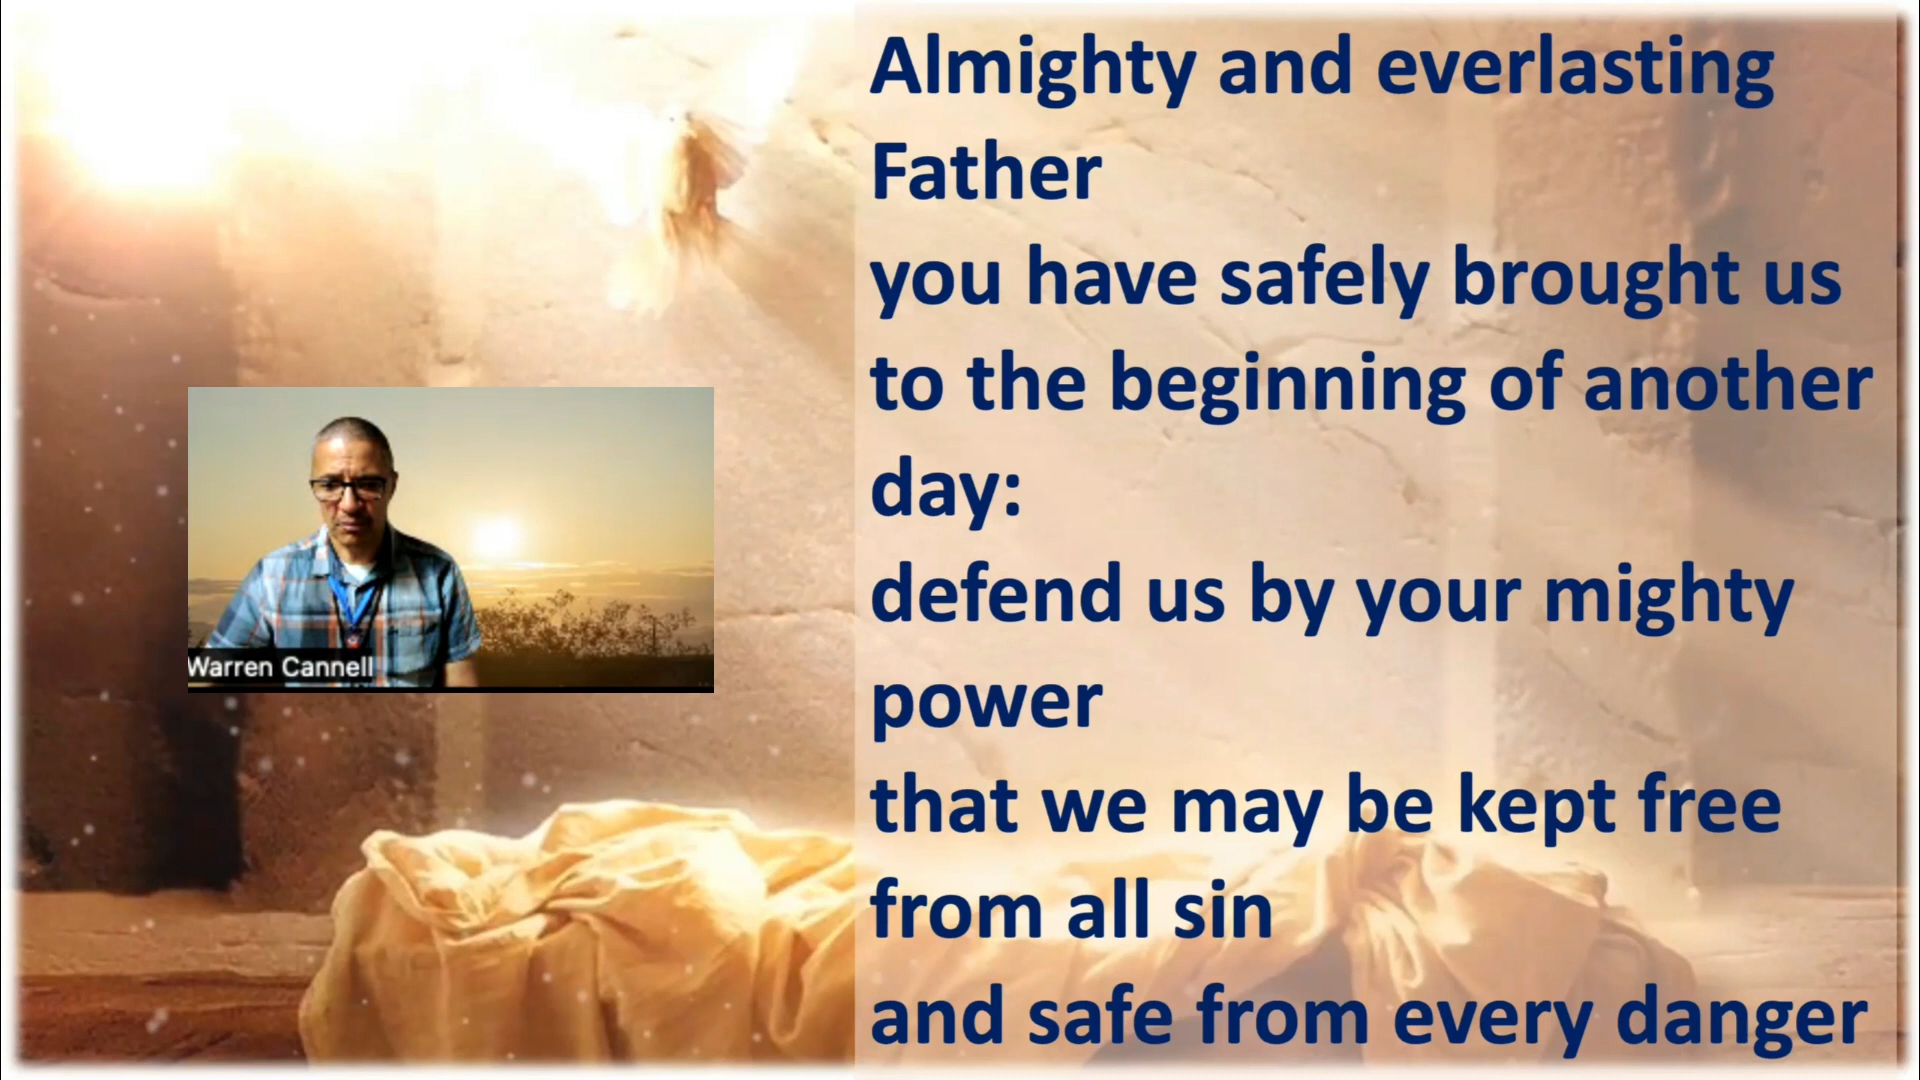 Almighty and everlasting
Father
you have safely brought us
to the beginning of another
day:
defend us by your mighty
power
that we may be kept free
from all sin
and safe from every danger
Warren Cannell